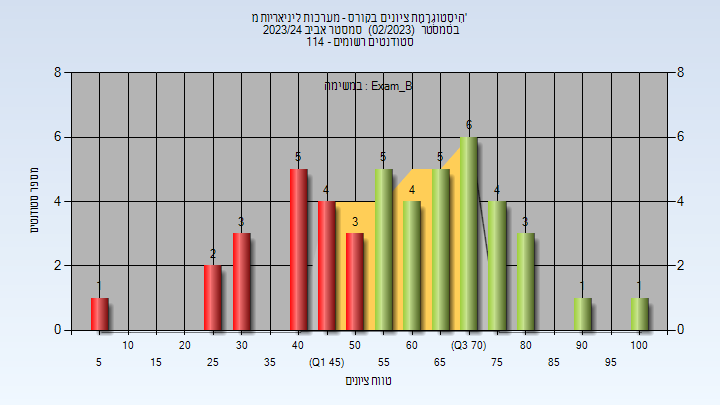 היסטוגרמת ציונים בקורס - מערכות ליניאריות מ'
בסמסטר (02/2023) סמסטר אביב 2023/24
סטודנטים רשומים - 114
במשימה : Exam_B
8 8
6 6
4 4
2 2
0 0
1 2 3 5 4 3 5 4 5 6 4 3 1 1
מספר סטודנטים
10 20 30 40 50 60 (Q3 70) 80 90 100
5 15 25 35 (Q1 45) 55 65 75 85 95
טווח ציונים